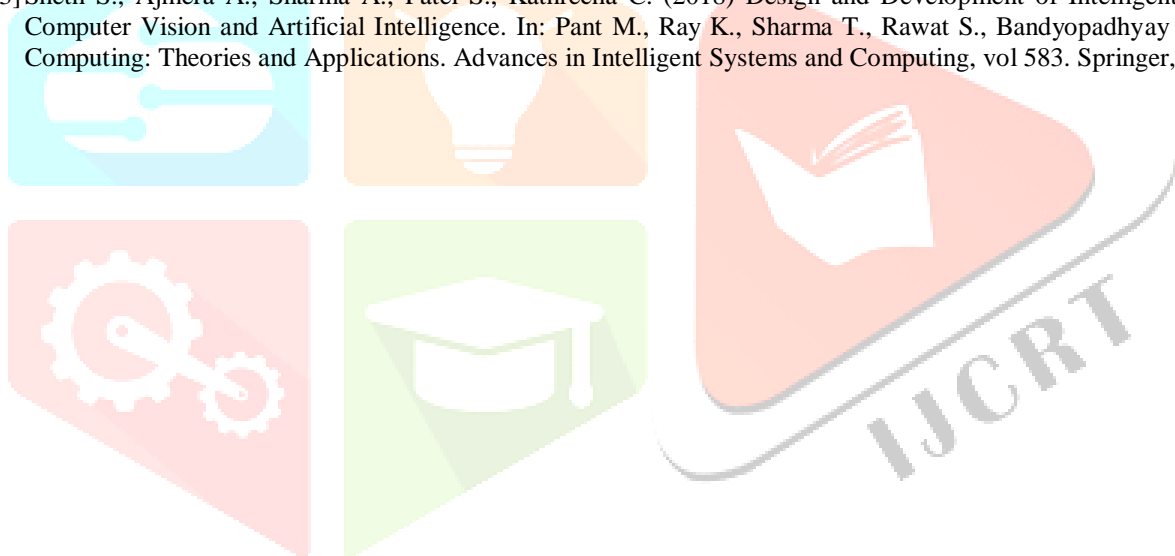 Sheth S., Ajmera A., Sharma A., Patel S., Kathrecha C. (2018) Design and Development of Intelligent
Computer Vision and Artificial Intelligence. In: Pant M., Ray K., Sharma T., Rawat S., Bandyopadhyay
Computing: Theories and Applications. Advances in Intelligent Systems and Computing, vol 583. Springer,
IJCRT